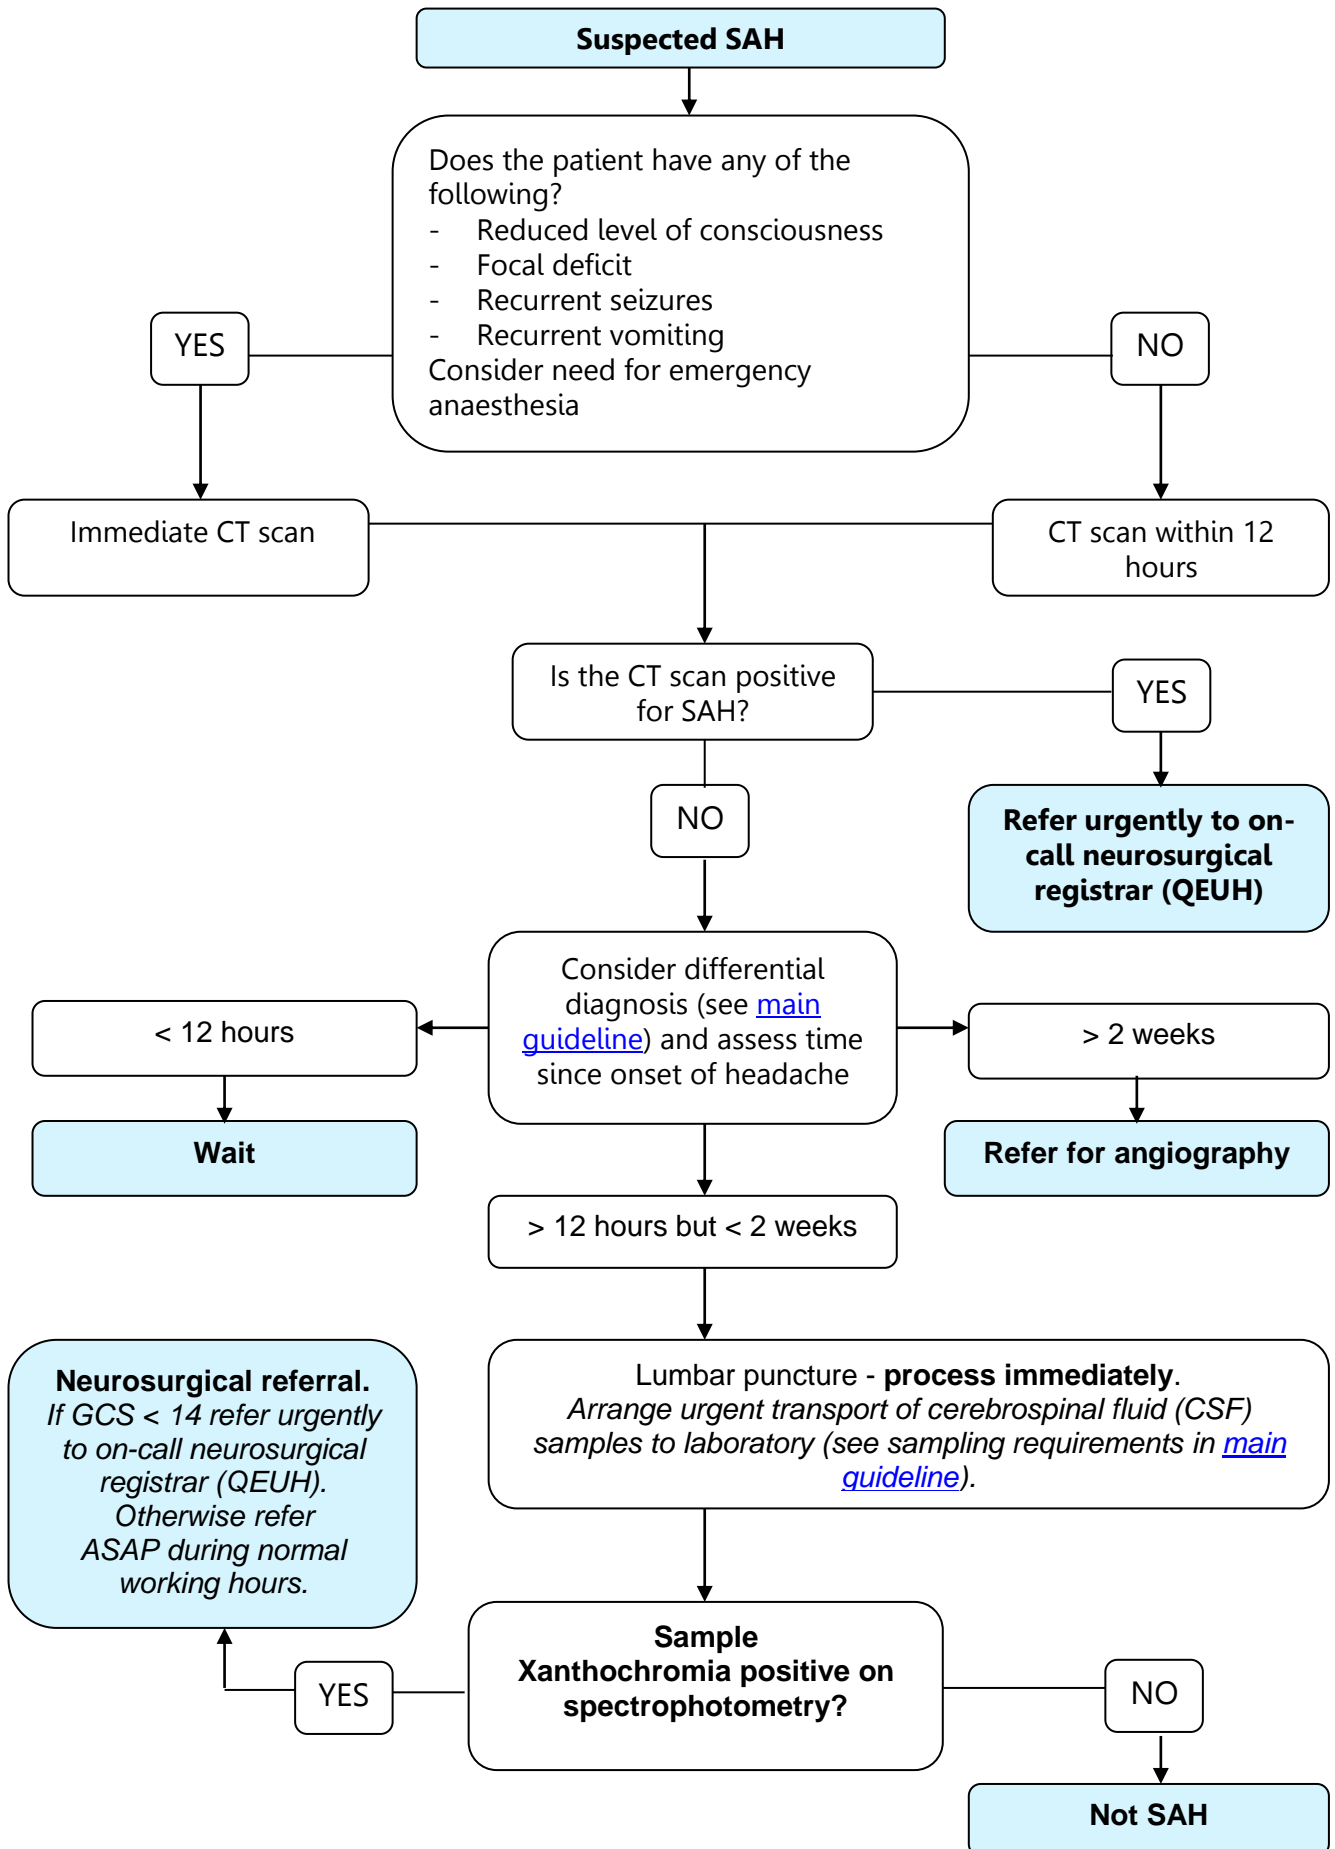 Suspected SAH
Does the patient have any of the
following?
- Reduced level of consciousness
- Focal deficit
- Recurrent seizures
- Recurrent vomiting
Consider need for emergency
anaesthesia
YES
NO
Immediate CT scan
CT scan within 12
hours
Is the CT scan positive
for SAH?
YES
NO
Refer urgently to on-
call neurosurgical
registrar (QEUH)
Consider differential
diagnosis (see main
guideline) and assess time
since onset of headache
< 12 hours
> 2 weeks
Wait
Refer for angiography
> 12 hours but < 2 weeks
Neurosurgical referral.
If GCS < 14 refer urgently
to on-call neurosurgical
registrar (QEUH).
Otherwise refer
ASAP during normal
working hours.
Lumbar puncture - process immediately.
Arrange urgent transport of cerebrospinal fluid (CSF)
samples to laboratory (see sampling requirements in main
guideline).
Sample
Xanthochromia positive on
spectrophotometry?
YES
NO
Not SAH